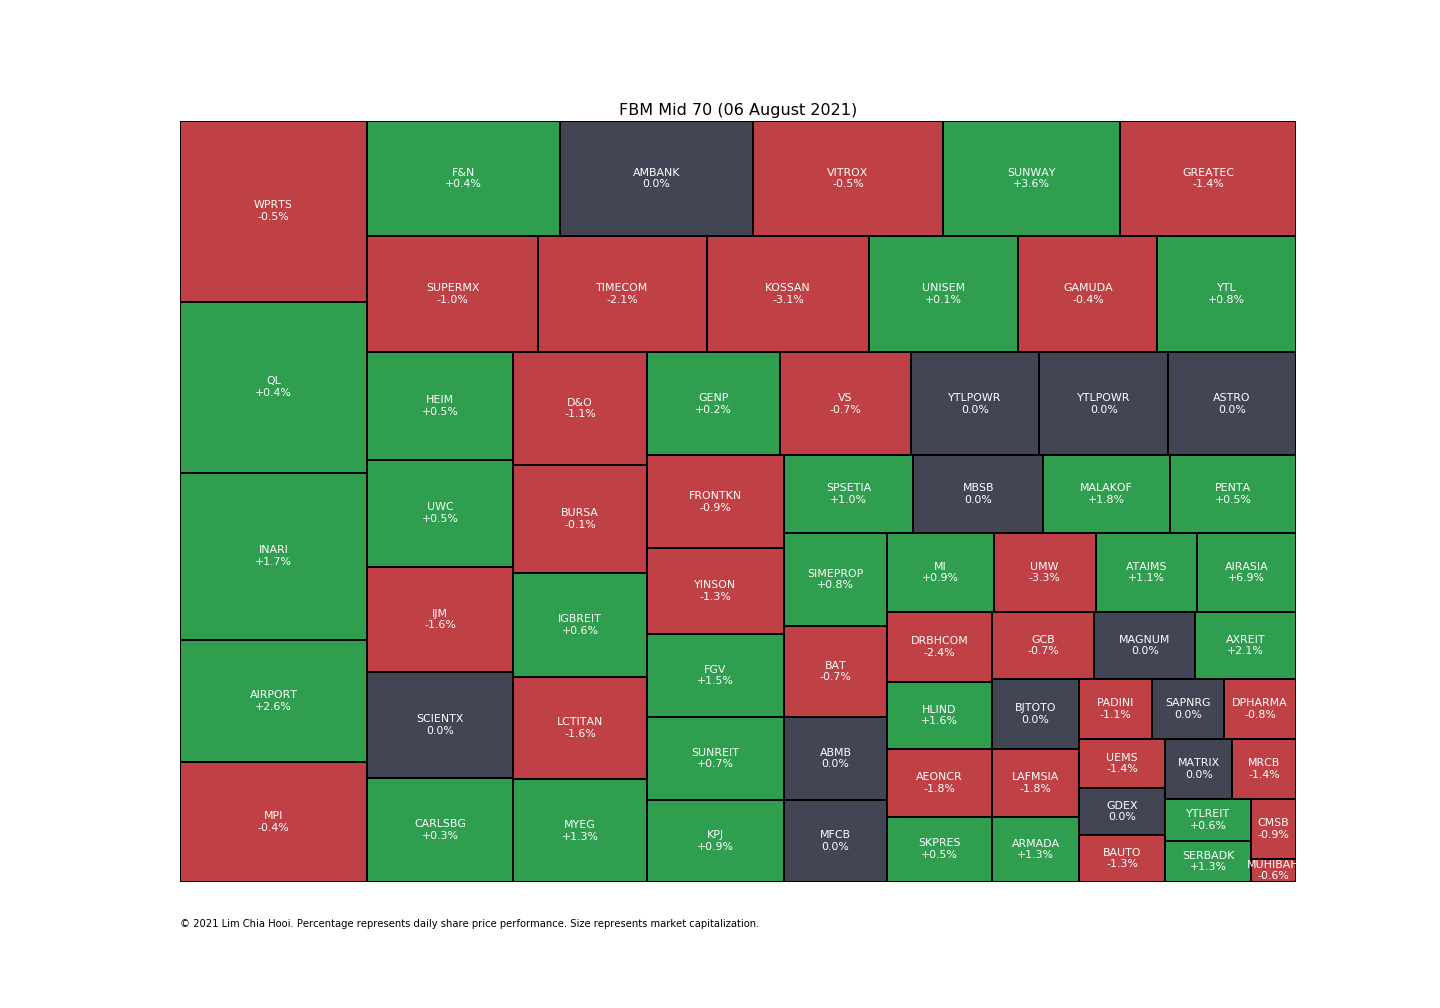 FBM Mid 70 (06 August 2021)
WPRTS
-0.5%
QL
+0.4%
INARI
+1.7%
AIRPORT
+2.6%
MPI
-0.4%
F&N
+0.4%
AMBANK
0.0%
VITROX
-0.5%
SUNWAY
+3.6%
GREATEC
-1.4%
SUPERMX
-1.0%
TIMECOM
-2.1%
KOSSAN
-3.1%
UNISEM
+0.1%
GAMUDA
-0.4%
YTL
+0.8%
HEIM
+0.5%
UWC
+0.5%
IJM
-1.6%
SCIENTX
0.0%
CARLSBG
+0.3%
D&O
-1.1%
BURSA
-0.1%
IGBREIT
+0.6%
LCTITAN
-1.6%
MYEG
+1.3%
GENP
+0.2%
VS
-0.7%
YTLPOWR
0.0%
YTLPOWR
0.0%
ASTRO
0.0%
FRONTKN
-0.9%
YINSON
-1.3%
FGV
+1.5%
SUNREIT
+0.7%
KPJ
+0.9%
SPSETIA
+1.0%
MBSB
0.0%
MALAKOF
+1.8%
PENTA
+0.5%
SIMEPROP
+0.8%
BAT
-0.7%
ABMB
0.0%
MFCB
0.0%
MI
+0.9%
UMW
-3.3%
ATAIMS
+1.1%
AIRASIA
+6.9%
DRBHCOM
-2.4%
HLIND
+1.6%
AEONCR
-1.8%
SKPRES
+0.5%
GCB
-0.7%
MAGNUM
0.0%
AXREIT
+2.1%
BJTOTO
0.0%
LAFMSIA
-1.8%
ARMADA
+1.3%
PADINI
-1.1%
SAPNRG
0.0%
DPHARMA
-0.8%
UEMS
-1.4%
GDEX
0.0%
BAUTO
-1.3%
MATRIX
0.0%
MRCB
-1.4%
YTLREIT
+0.6%
SERBADK
+1.3%
CMSB
-0.9%
MUHIBAH
-0.6%
© 2021 Lim Chia Hooi. Percentage represents daily share price performance. Size represents market capitalization.